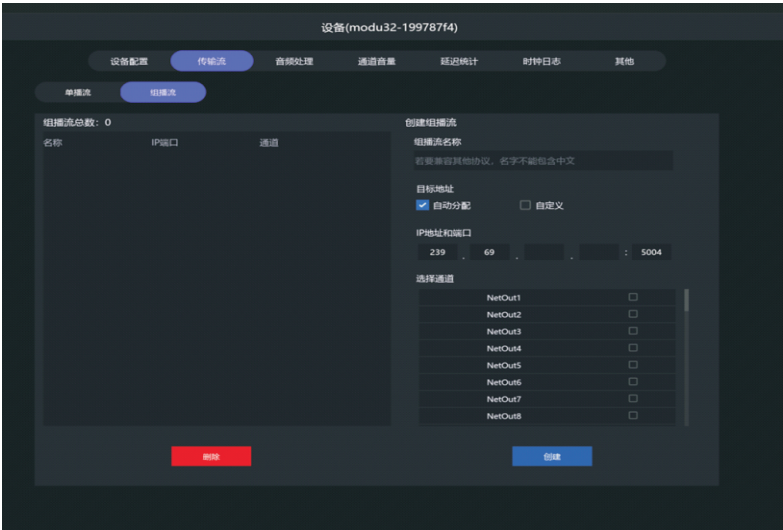 设备(modu32-199787f4)
设备配置 传输流 音频处理 通道音量 延迟统计 时钟日志 其他
单播流 组播流
组播流总数：0
名称 IP端口 通道
创建组播流
组播流名称
若要兼容其他协议，名字不能包含中文
目标地址
自动分配 自定义
IP地址和端口
239 . 69 . . : 5004
选择通道
NetOut1
NetOut2
NetOut3
NetOut4
NetOut5
NetOut6
NetOut7
NetOut8
删除 创建